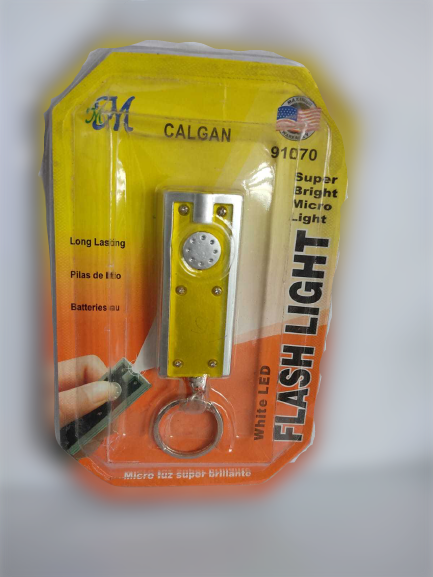 CALGAN
91070
Super
Bright
Micro
Light
Long Lasting
Pilas de litio
Batteries au
White LED
FLASH LIGHT
Micro luz super brillante